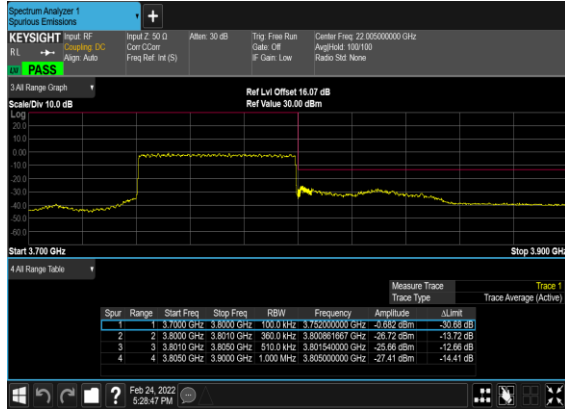 Spectrum Analyzer 1
Spurious Emissions
+
KEYSIGHT Input: RF Input Z: 50 Ω Atten: 30 dB Trig: Free Run Center Freq: 22.005000000 GHz
RL Coupling: DC Corr CCorr Gate: Off Avg|Hold: 100/100
Align: Auto Freq Ref: Int (S) IF Gain: Low Radio Std: None
PASS
3 All Range Graph
Ref Lvl Offset 16.07 dB
Scale/Div 10.0 dB Ref Value 30.00 dBm
Log
20.0
10.0
0.00
-10.0
-20.0
-30.0
-40.0
-50.0
-60.0
Start 3.700 GHz Stop 3.900 GHz
4 All Range Table
Measure Trace Trace 1
Trace Type Trace Average (Active)
Spur Range Start Freq Stop Freq RBW Frequency Amplitude ΔLimit
1 1 3.7000 GHz 3.8000 GHz 100.0 kHz 3.752000000 GHz -0.682 dBm -30.68 dB
2 2 3.8000 GHz 3.8010 GHz 360.0 kHz 3.800861667 GHz -26.72 dBm -13.72 dB
3 3 3.8010 GHz 3.8050 GHz 510.0 kHz 3.801540000 GHz -25.66 dBm -12.66 dB
4 4 3.8050 GHz 3.9000 GHz 1.000 MHz 3.805000000 GHz -27.41 dBm -14.41 dB
?
Feb 24, 2022
5:28:47 PM